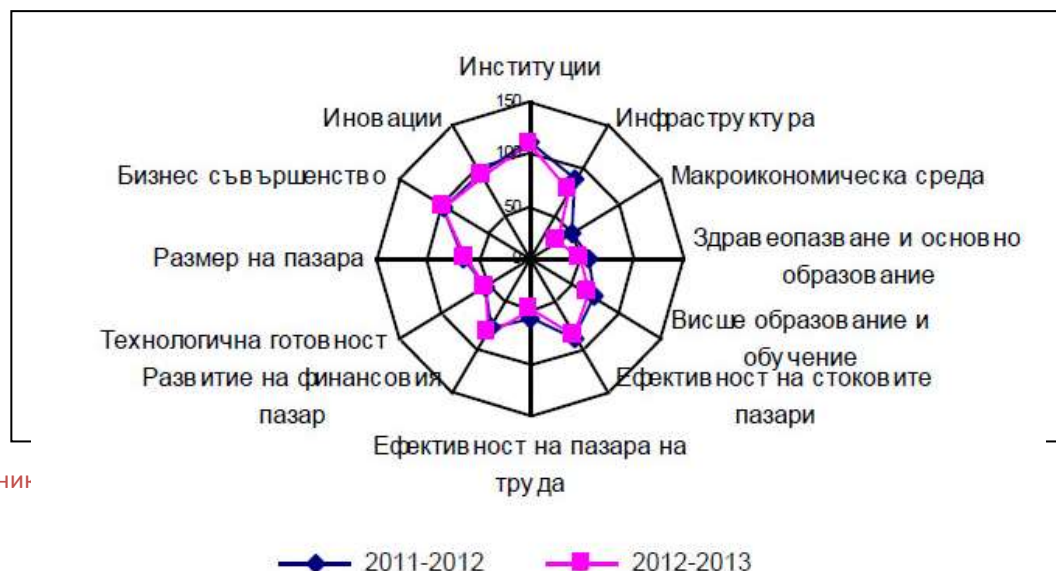 Институции
150
Иновации
Инфраструктура
100
Бизнес съвършенство
Макроикономическа среда
50
Размер на пазара
0
Здравеопазване и основно
образование
Технологична готовност
Висше образование и
обучение
Развитие на финансовия
пазар
Ефективност на стоковите
пазари
Ефективност на пазара на
труда
2011-2012
2012-2013